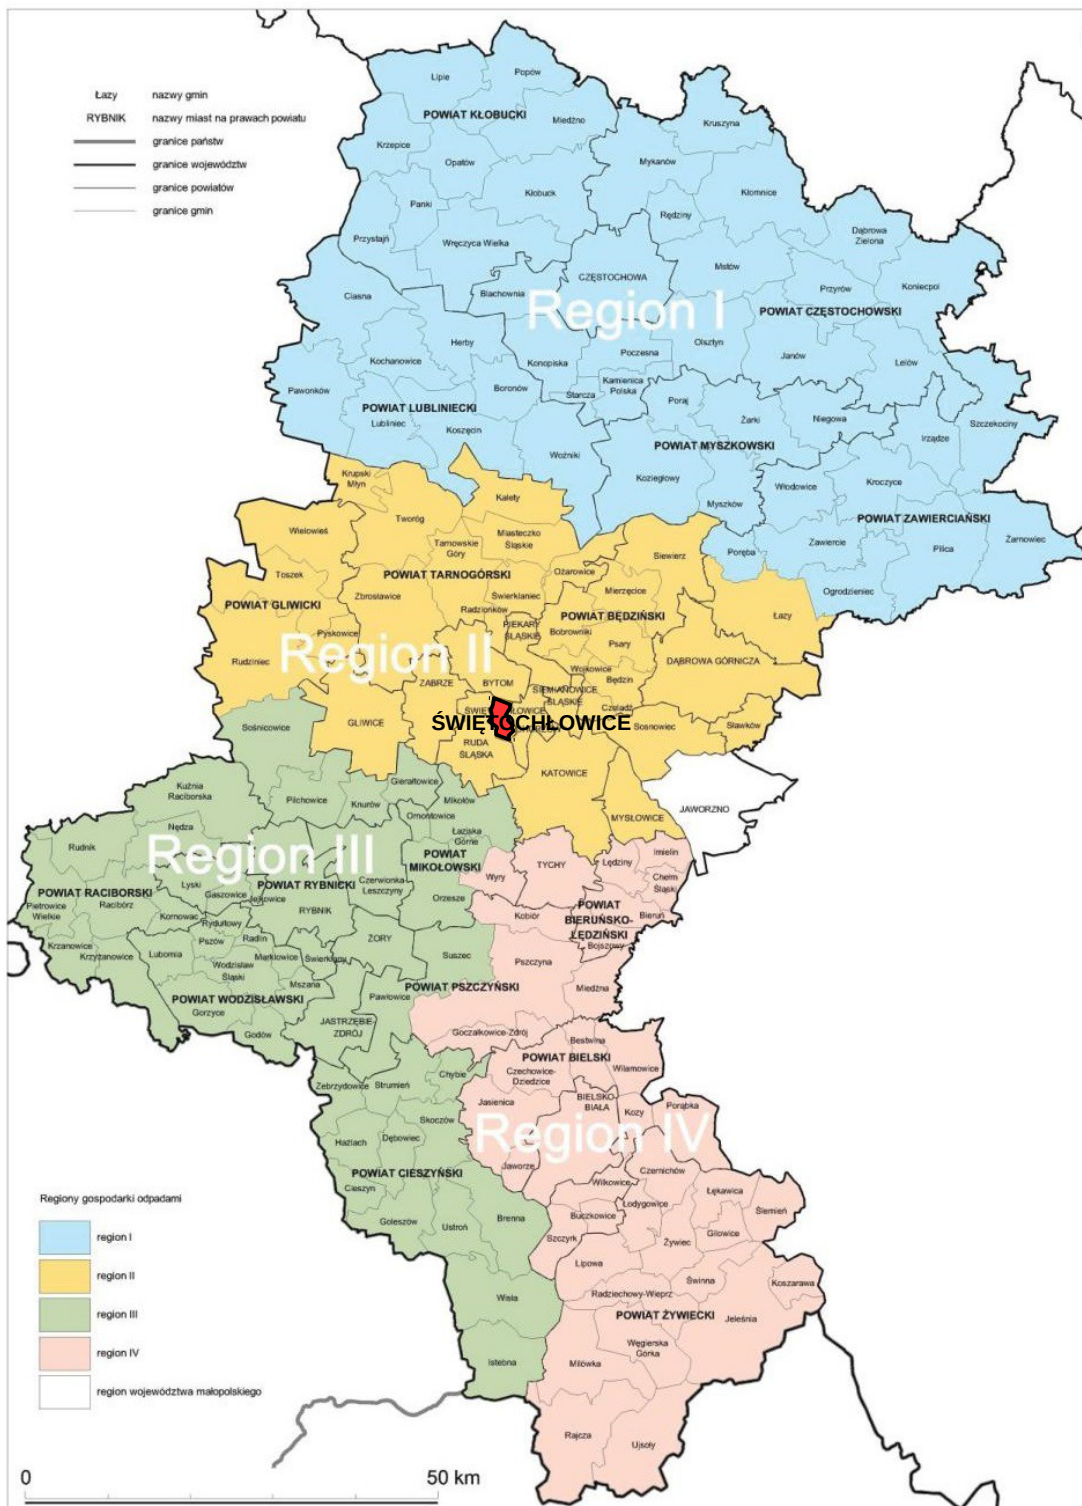 Łazy nazwy gmin
RYBNIK nazwy miast na prawach powiatu
granice państw
granice województw
granice powiatów
granice gmin
Lipie
Popów
POWIAT KŁOBUCKI
Miedźno
Kruszyna
Krzepice
Opatów
Mykanów
Kłobuck
Kłomnice
Panki
Rędziny
Przystajń
Wręczyca Wielka
Dąbrowa
Zielona
CZĘSTOCHOWA
Mstów
Przyrów
Koniecpol
Ciasna
Blachownia
Region I
POWIAT CZĘSTOCHOWSKI
Herby
Olsztyn
Kochanowice
Konopiska
Poczesna
Janów
Lelów
Pawonków
Boronów
Kamienica
Polska
Starcza
Poraj
POWIAT LUBLINIECKI
Lubliniec
Koszęcin
Żarki
Niegowa
Szczekociny
Irządze
POWIAT MYSZKOWSKI
Woźniki
Koziegłowy
Włodowice
Kroczyce
Krupski
Młyn
Kalety
Myszków
POWIAT ZAWIERCIAŃSKI
Tworóg
Wielowieś
Miasteczko
Śląskie
Zawiercie
Pilica
Żarnowiec
Tarnowskie
Góry
Siewierz
Poręba
Toszek
POWIAT TARNOGÓRSKI
Ożarowice
Mierzęcice
Ogrodzieniec
POWIAT GLIWICKI
Zbrosławice
Świerklaniec
Radzionków
POWIAT BĘDZIŃSKI
Łazy
Pyskowice
PIEKARY
ŚLĄSKIE
Bobrowniki
Psary
Rudziniec
Region II
Wojkowice
Będzin
DĄBROWA GÓRNICZA
ZABRZE
BYTOM
SIEMIANOWICE
ŚLĄSKIE
Czeladź
Sośnicowice
GLIWICE
ŚWIĘTOCHŁOWICE
Sosnowiec
Sławków
RUDA
ŚLĄSKA
KATOWICE
Kuźnia
Raciborska
Pilchowice
Knurów
Gierałtowice
Mikołów
Ornontowice
MYSŁOWICE
JAWORZNO
Nędza
Rudnik
Region III
Łaziska
Górne
POWIAT
MIKOŁOWSKI
TYCHY
Lędziny
Imielin
Chełm
Śląski
POWIAT RACIBORSKI
Racibórz
Lyski
Gaszowice
POWIAT RYBNICKI
Jejkowice
Czerwionka-
Leszczyny
Wyry
Orzesze
Pietrowice
Wielkie
Kornowac
Rydułtowy
RYBNIK
Kobiór
POWIAT
BIERUŃSKO-
LĘDZIŃSKI
Bieruń
Bojszowy
Krzanowice
Krzyżanowice
Lubomia
Pszów
Radlin
Wodzisław
Śląski
Marklowice
Świerklany
ŻORY
Suszec
Pszczyna
Mszana
POWIAT WODZISŁAWSKI
Gorzyce
Pawłowice
POWIAT PSZCZYŃSKI
Miedźna
Godów
JASTRZĘBIE-
ZDRÓJ
Goczałkowice-Zdrój
Bestwina
POWIAT BIELSKI
Zebrzydowice
Strumień
Chybie
Czechowice-
Dziedzice
Wilamowice
Jasienica
BIELSKO-
BIAŁA
Kozy
Porąbka
Skoczów
Region IV
Hażlach
Dębowiec
POWIAT CIESZYŃSKI
Jaworze
Czernichów
Cieszyn
Wilkowice
Łodygowice
Łękawica
Ślemień
Goleszów
Ustroń
Brenna
Buczkowice
Szczyrk
Gilowice
Żywiec
Lipowa
Świnna
Koszarawa
Wisła
Radziechowy-Wieprz
POWIAT ŻYWIECKI
Jeleśnia
Istebna
Milówka
Węgierska
Górka
Rajcza
Ujsoły
Regiony gospodarki odpadami
region I
region II
region III
region IV
region województwa małopolskiego
0 50 km